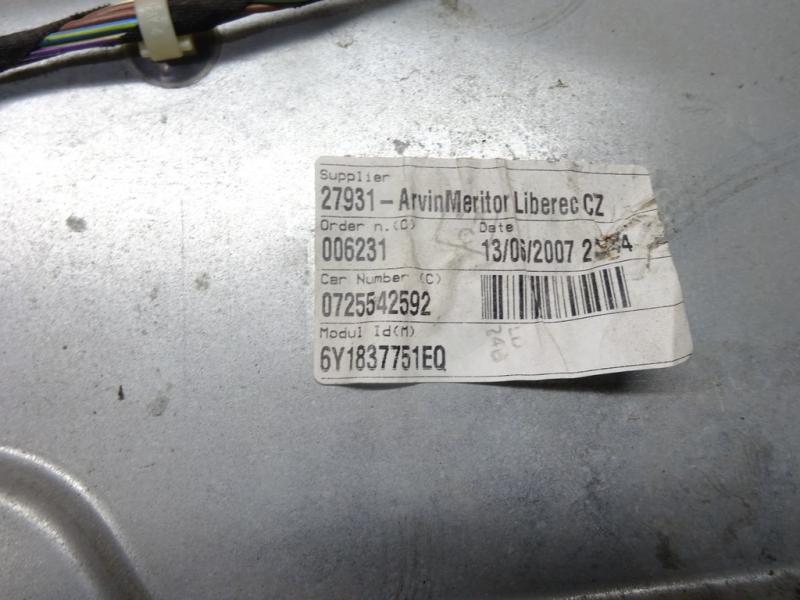 Supplier
27931-ArvinMeritor Liberec CZ
Order n.(O) Date
006231 13/06/2007
Car Number (C)
0725542592
Modul Id(M)
6Y1837751EQ